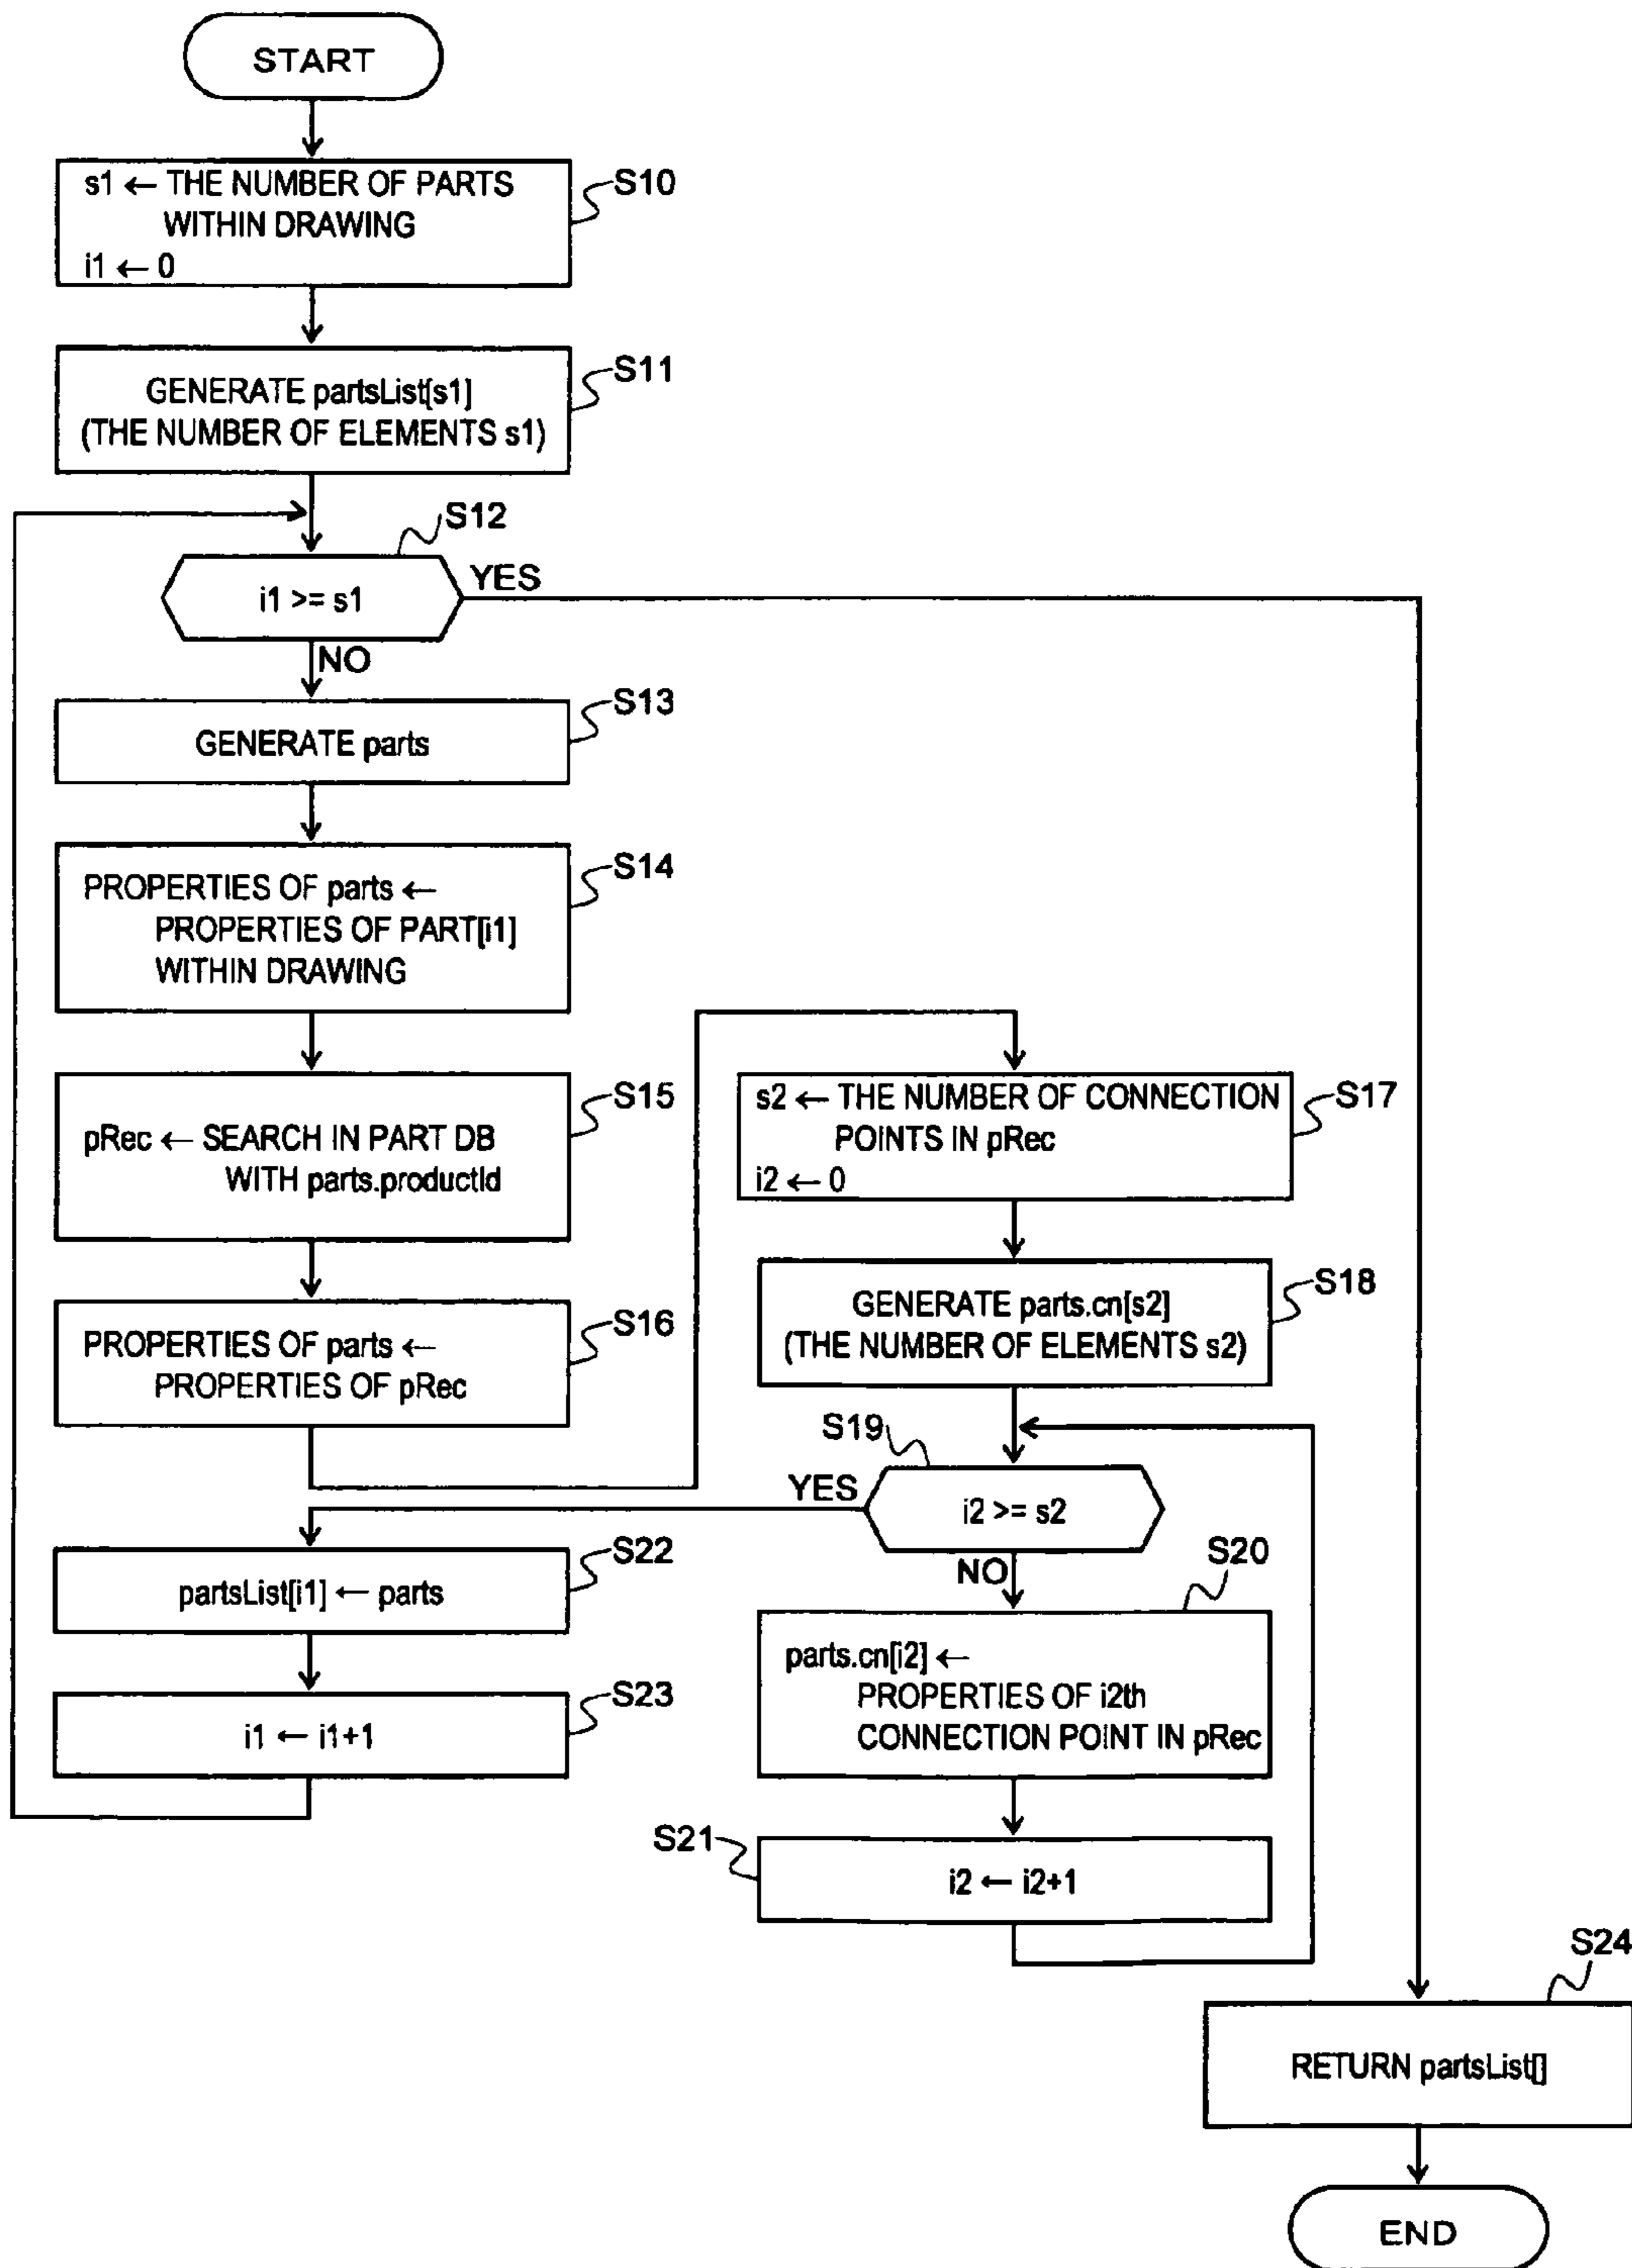 START
s1 ← THE NUMBER OF PARTS
WITHIN DRAWING
i1 ← 0
S10
GENERATE partsList[s1]
(THE NUMBER OF ELEMENTS s1)
S11
S12
i1 >= s1
YES
NO
GENERATE parts
S13
PROPERTIES OF parts ←
PROPERTIES OF PART[i1]
WITHIN DRAWING
S14
pRec ← SEARCH IN PART DB
WITH parts.productId
S15
PROPERTIES OF parts ←
PROPERTIES OF pRec
S16
s2 ← THE NUMBER OF CONNECTION
POINTS IN pRec
i2 ← 0
S17
GENERATE parts.cn[s2]
(THE NUMBER OF ELEMENTS s2)
S18
S19
i2 >= s2
YES
NO
S20
parts.cn[i2] ←
PROPERTIES OF i2th
CONNECTION POINT IN pRec
S21
i2 ← i2+1
partsList[i1] ← parts
S22
i1 ← i1+1
S23
S24
RETURN partsList[]
END